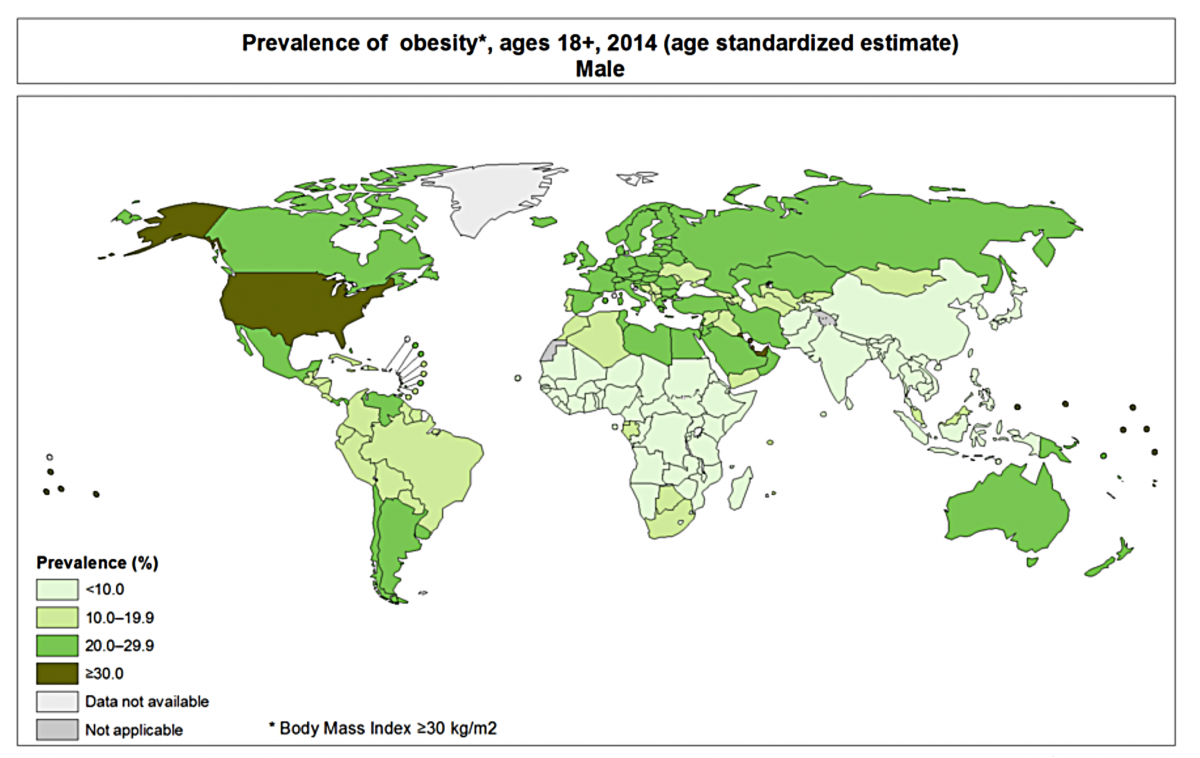 Prevalence of obesity*, ages 18+, 2014 (age standardized estimate)
Male
Prevalence (%)
<10.0
10.0–19.9
20.0–29.9
≥30.0
Data not available
Not applicable
* Body Mass Index ≥30 kg/m2